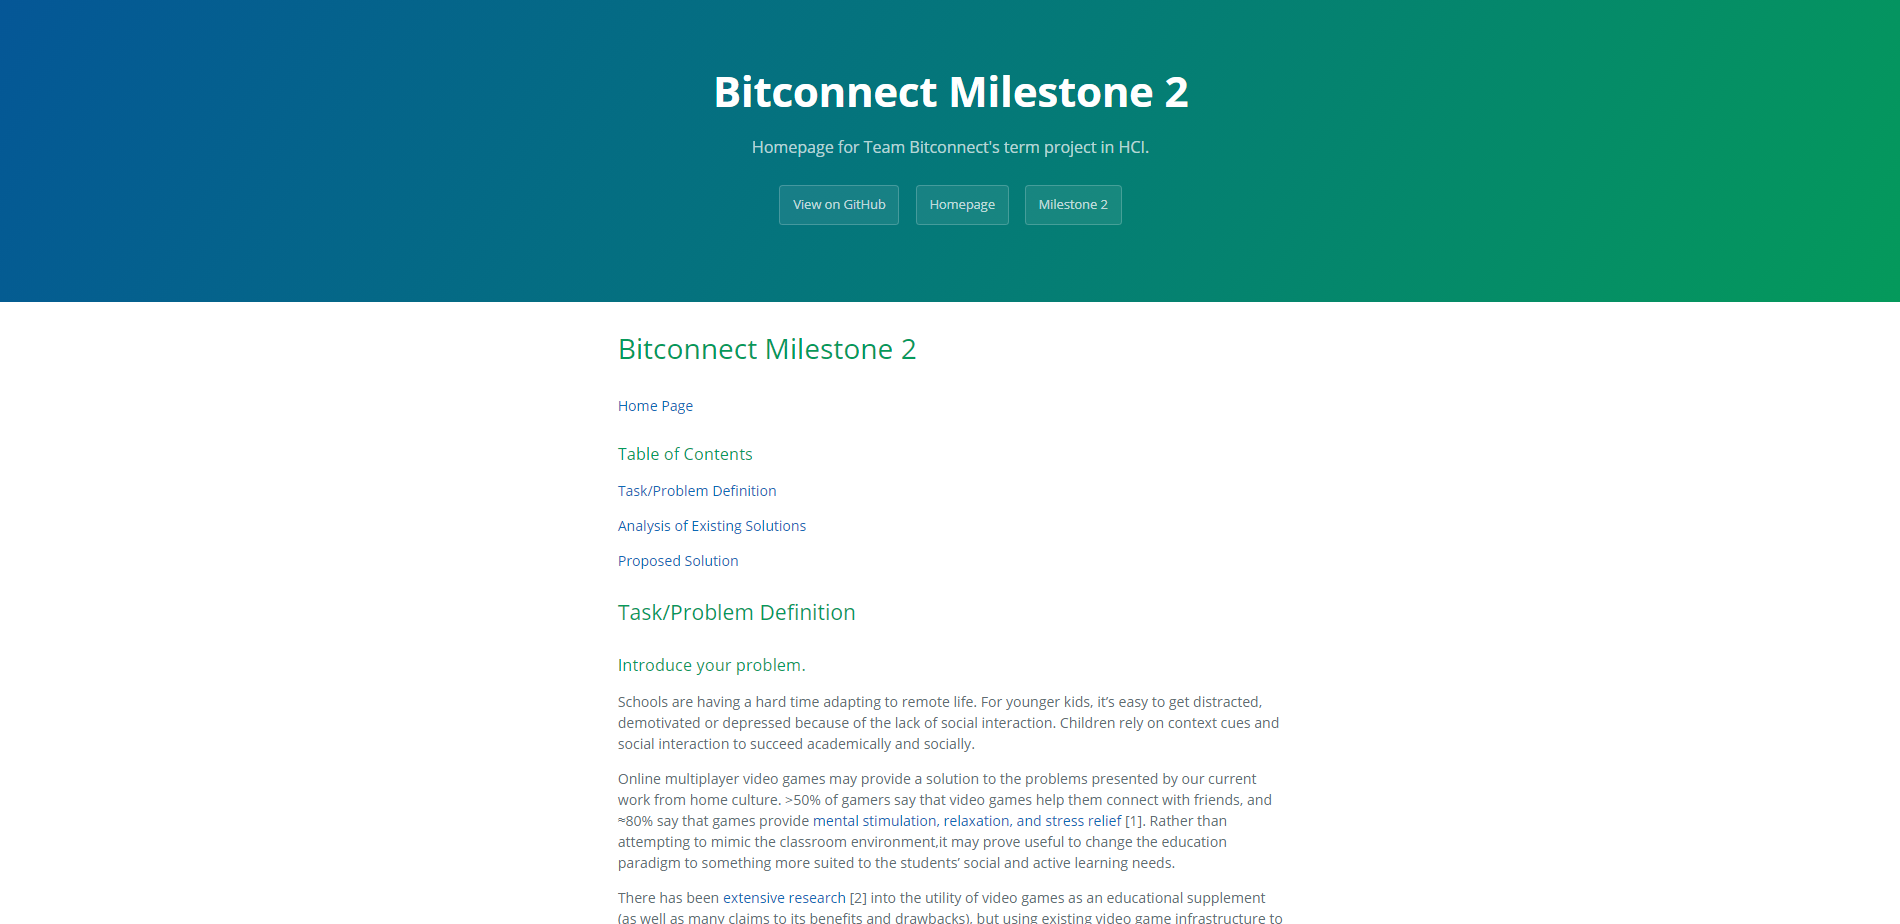 Bitconnect Milestone 2
Homepage for Team Bitconnect's term project in HCI.
View on GitHub
Homepage
Milestone 2
Bitconnect Milestone 2
Home Page
Table of Contents
Task/Problem Definition
Analysis of Existing Solutions
Proposed Solution
Task/Problem Definition
Introduce your problem.
Schools are having a hard time adapting to remote life. For younger kids, it’s easy to get distracted,
demotivated or depressed because of the lack of social interaction. Children rely on context cues and
social interaction to succeed academically and socially.
Online multiplayer video games may provide a solution to the problems presented by our current
work from home culture. >50% of gamers say that video games help them connect with friends, and
≈80% say that games provide mental stimulation, relaxation, and stress relief [1]. Rather than
attempting to mimic the classroom environment,it may prove useful to change the education
paradigm to something more suited to the students’ social and active learning needs.
There has been extensive research [2] into the utility of video games as an educational supplement
(as well as many claims to its benefits and drawbacks), but using existing video game infrastructure to